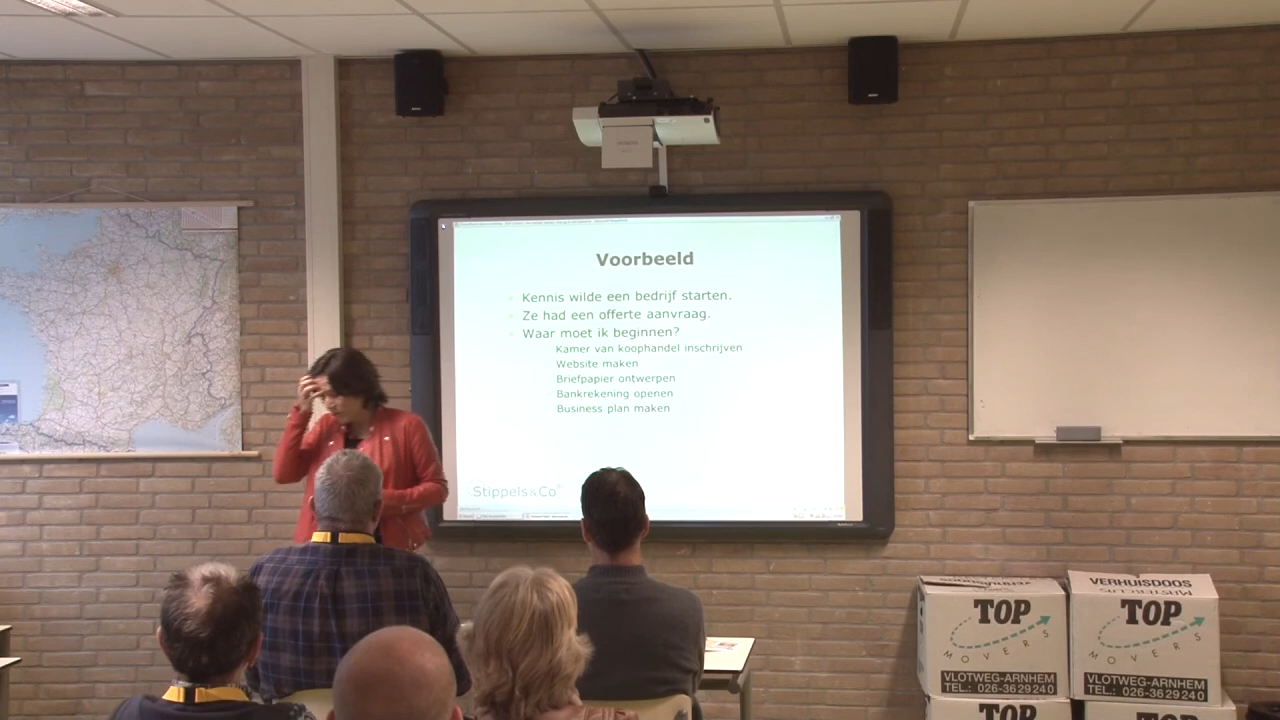 Voorbeeld
Kennis wilde een bedrijf starten.
Ze had een offerte aanvraag.
Waar moet ik beginnen?
Kamer van koophandel inschrijven
Website maken
Briefpapier ontwerpen
Bankrekening openen
Business plan maken
Stippels&Co
TOP
MOVERS
VLOTWEG-ARNHEM
TEL.: 026-3629240
VERHUISDOOS
TOP
MOVERS
VLOTWEG-ARNHEM
TEL.: 026-3629240
TOP
TOP